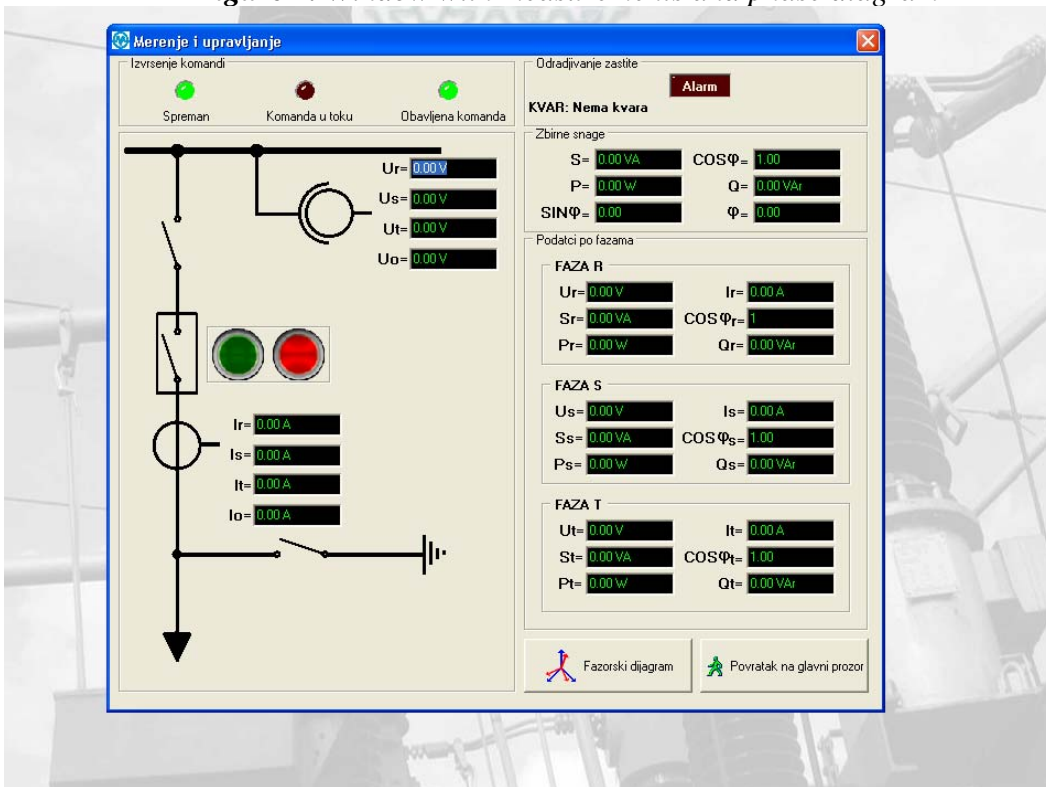 Merenje i upravljanje
Izvrsenje komandi
Spreman
Komanda u toku
Obavljena komanda
Ur= 0.00 V
Us= 0.00 V
Ut= 0.00 V
Uo= 0.00 V
Ir= 0.00 A
Is= 0.00 A
It= 0.00 A
Io= 0.00 A
Odradjivanje zastite
Alarm
KVAR: Nema kvara
Zbirne snage
S= 0.00 VA COSφ= 1.00
P= 0.00 W Q= 0.00 VAr
SINφ= 0.00 φ= 0.00
Podatci po fazama
FAZA R
Ur= 0.00 V Ir= 0.00 A
Sr= 0.00 VA COSφr= 1
Pr= 0.00 W Qr= 0.00 VAr
FAZA S
Us= 0.00 V Is= 0.00 A
Ss= 0.00 VA COSφs= 1.00
Ps= 0.00 W Qs= 0.00 VAr
FAZA T
Ut= 0.00 V It= 0.00 A
St= 0.00 VA COSφt= 1.00
Pt= 0.00 W Qt= 0.00 VAr
Fazorski dijagram
Povratak na glavni prozor